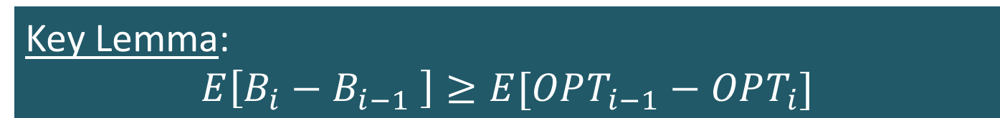 Key Lemma:
E[B_i − B_{i−1} ] ≥ E[OPT_{i−1} − OPT_i]